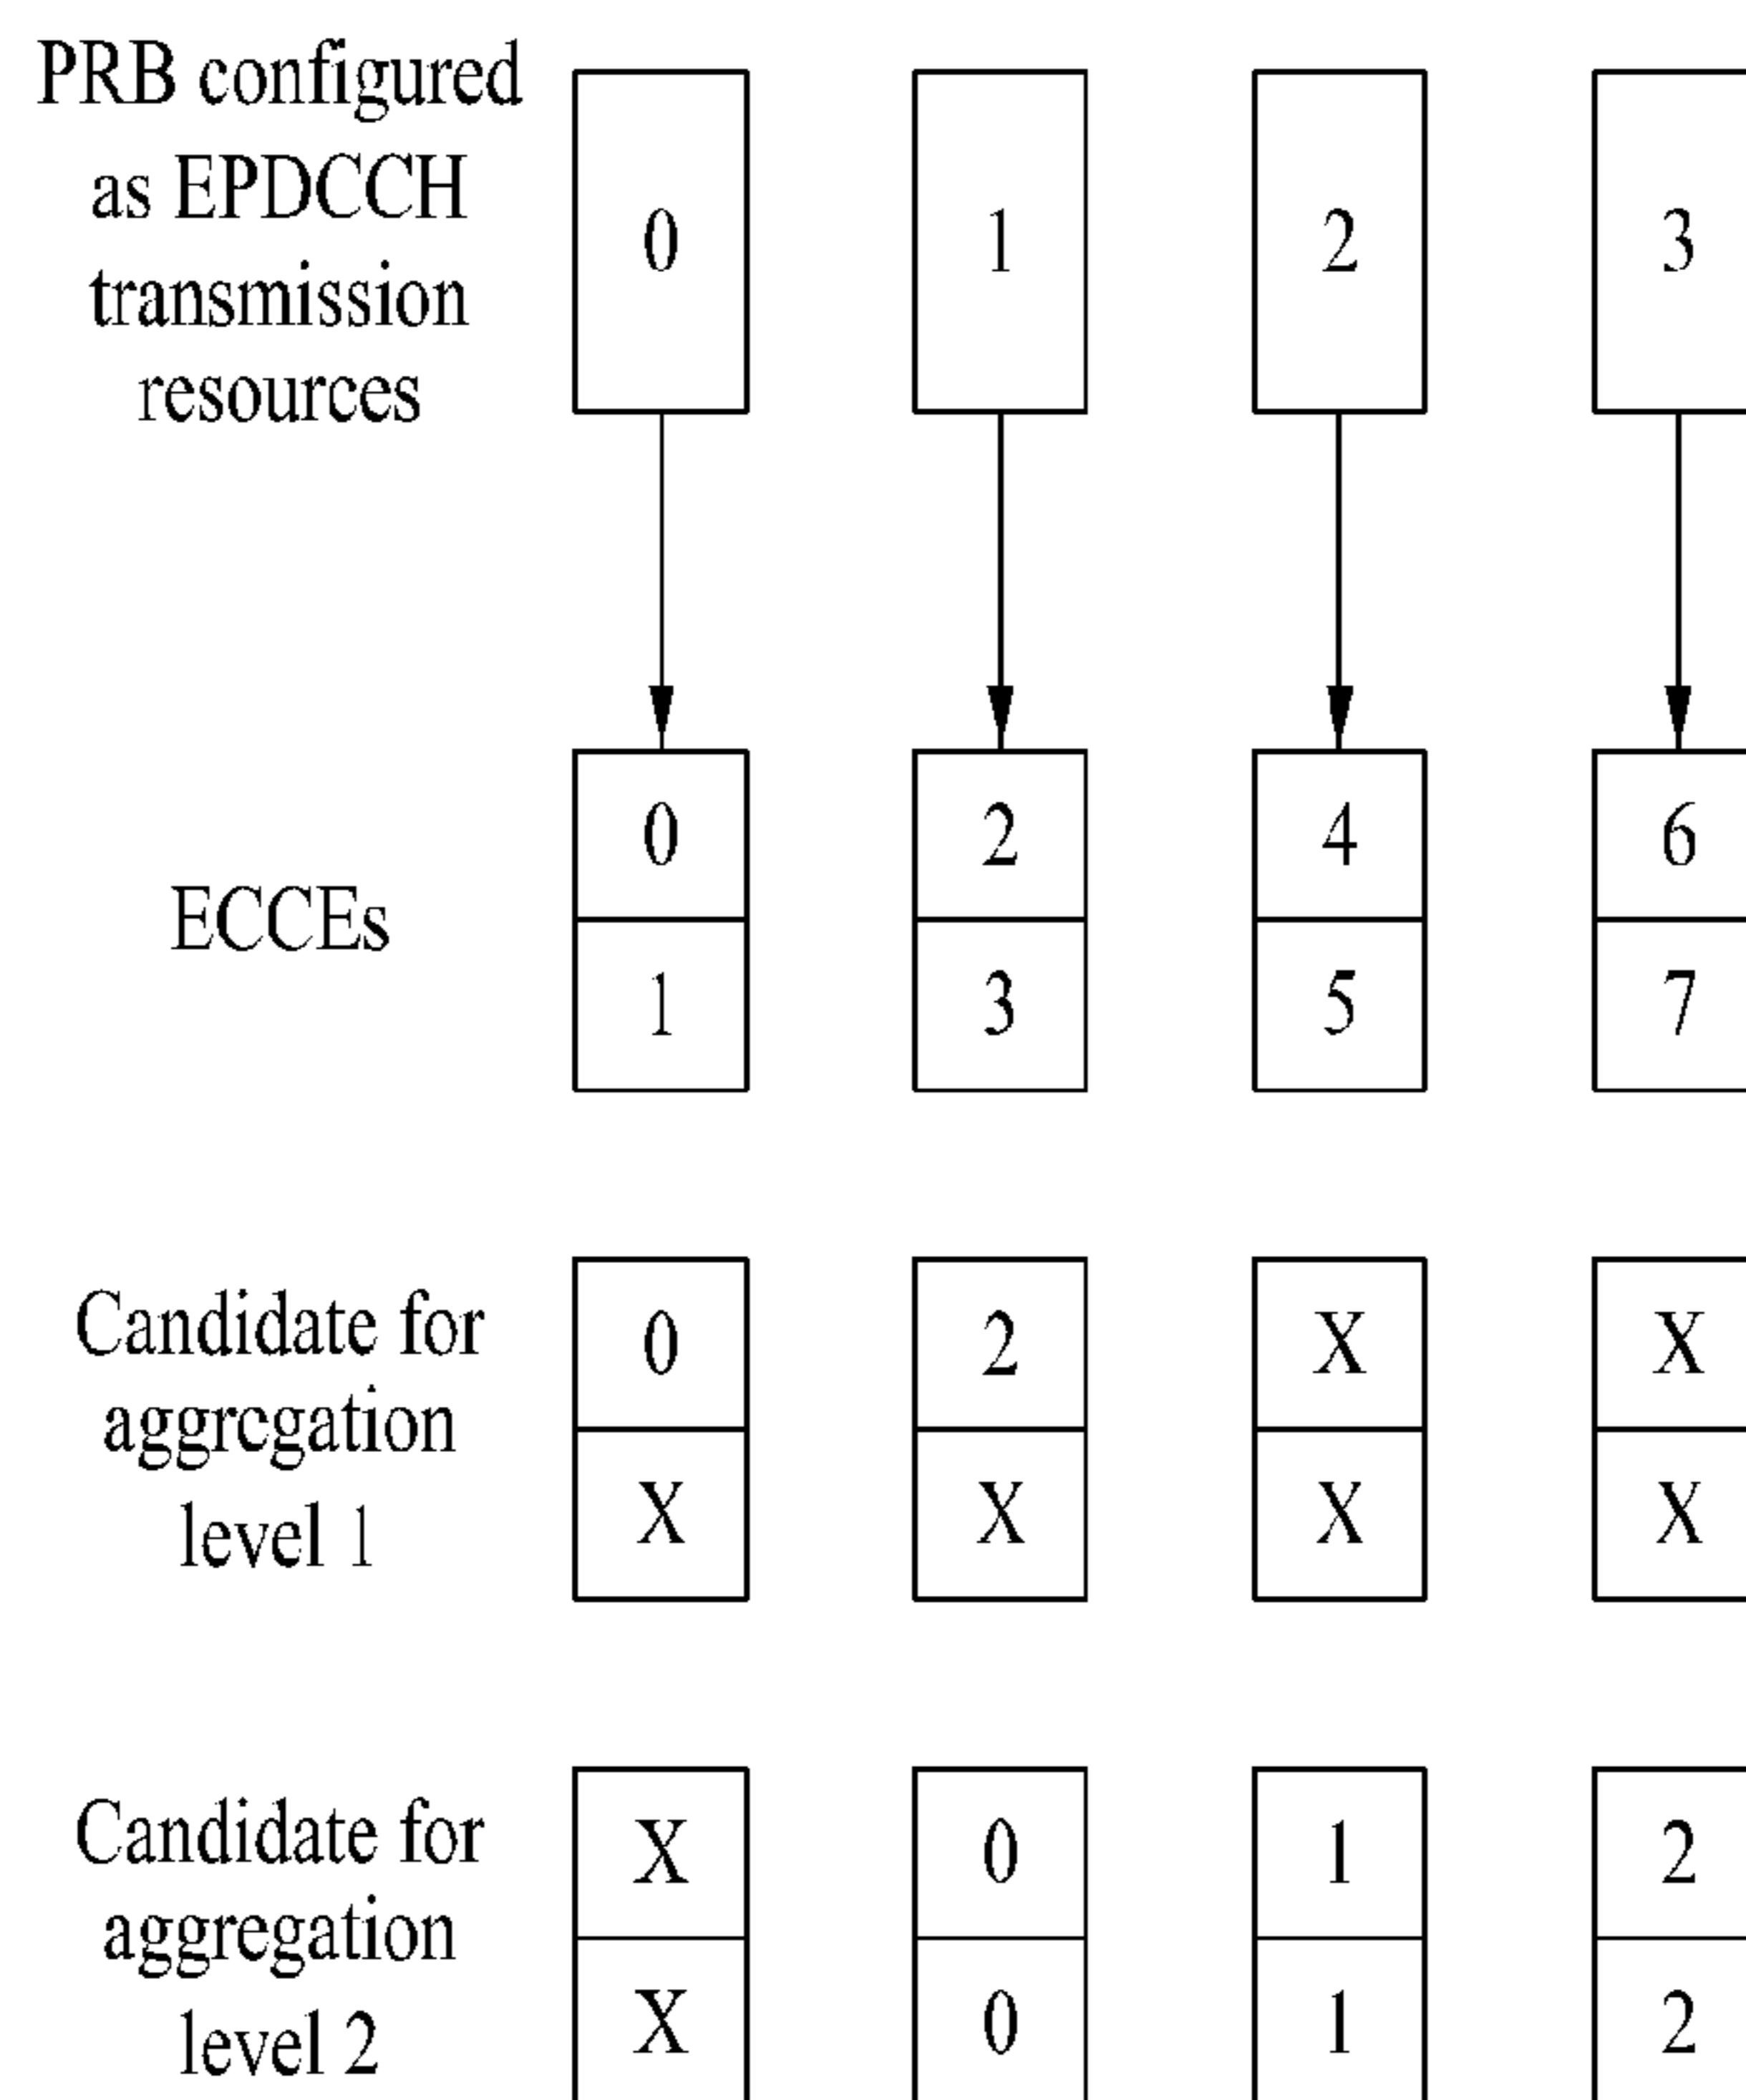 PRB configured
as EPDCCH
transmission
resources
0 1 2 3
0 2 4 6
ECCEs
1 3 5 7
Candidate for
aggregation
level 1
0 2 X X
X X X X
Candidate for
aggregation
level 2
X 0 1 2
X 0 1 2